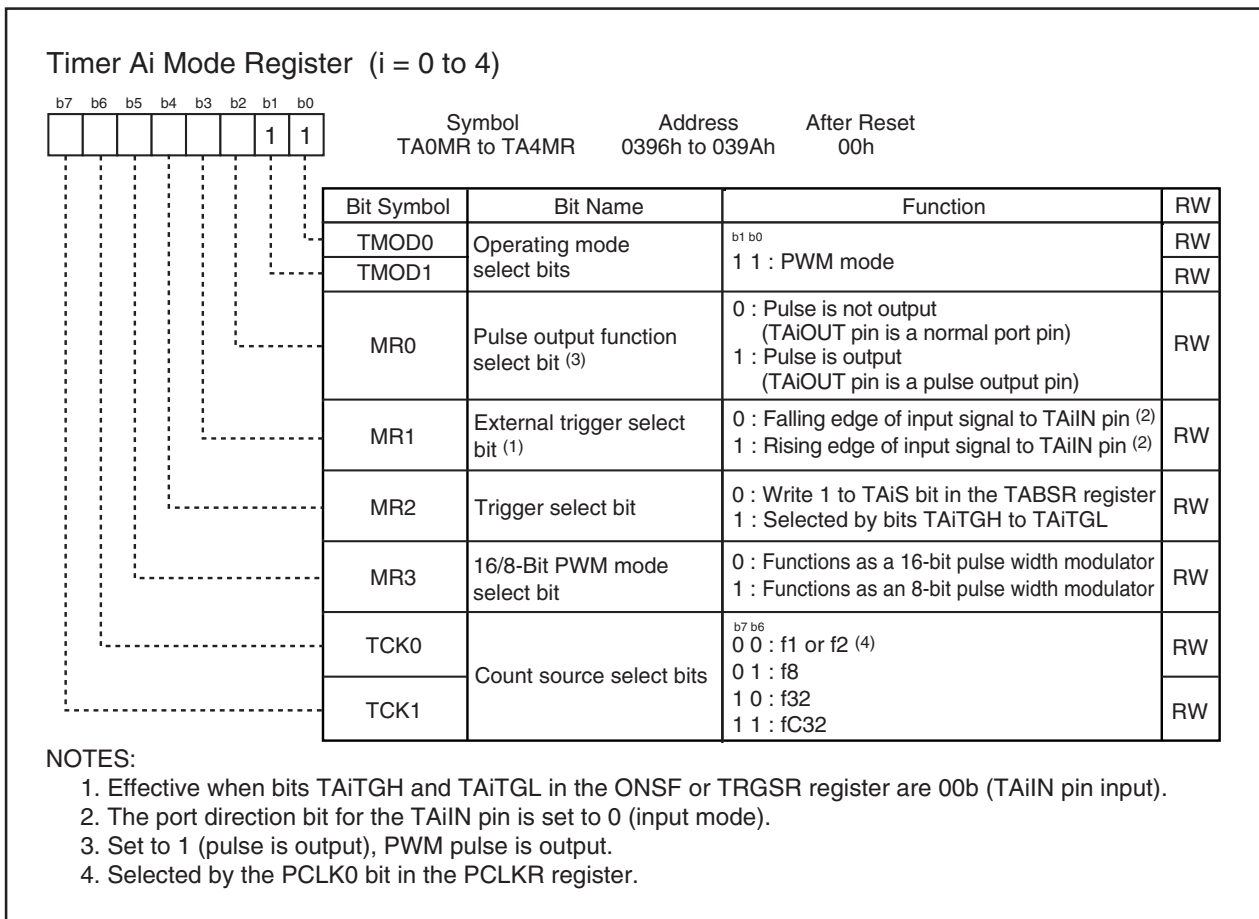 Timer Ai Mode Register (i = 0 to 4)
b7 b6 b5 b4 b3 b2 b1 b0
1 1
Symbol Address After Reset
TA0MR to TA4MR 0396h to 039Ah 00h
Bit Symbol Bit Name Function RW
TMOD0 Operating mode select bits b1 b0 RW
TMOD1 1 1 : PWM mode RW
MR0 Pulse output function select bit (3) 0 : Pulse is not output RW
(TAiOUT pin is a normal port pin)
1 : Pulse is output
(TAiOUT pin is a pulse output pin)
MR1 External trigger select bit (1) 0 : Falling edge of input signal to TAiIN pin (2) RW
1 : Rising edge of input signal to TAiIN pin (2)
MR2 Trigger select bit 0 : Write 1 to TAiS bit in the TABSR register RW
1 : Selected by bits TAiTGH to TAiTGL
MR3 16/8-Bit PWM mode select bit 0 : Functions as a 16-bit pulse width modulator RW
1 : Functions as an 8-bit pulse width modulator
TCK0 Count source select bits b7 b6 RW
0 0 : f1 or f2 (4)
0 1 : f8
TCK1 1 0 : f32 RW
1 1 : fC32
NOTES:
1. Effective when bits TAiTGH and TAiTGL in the ONSF or TRGSR register are 00b (TAiIN pin input).
2. The port direction bit for the TAiIN pin is set to 0 (input mode).
3. Set to 1 (pulse is output), PWM pulse is output.
4. Selected by the PCLK0 bit in the PCLKR register.